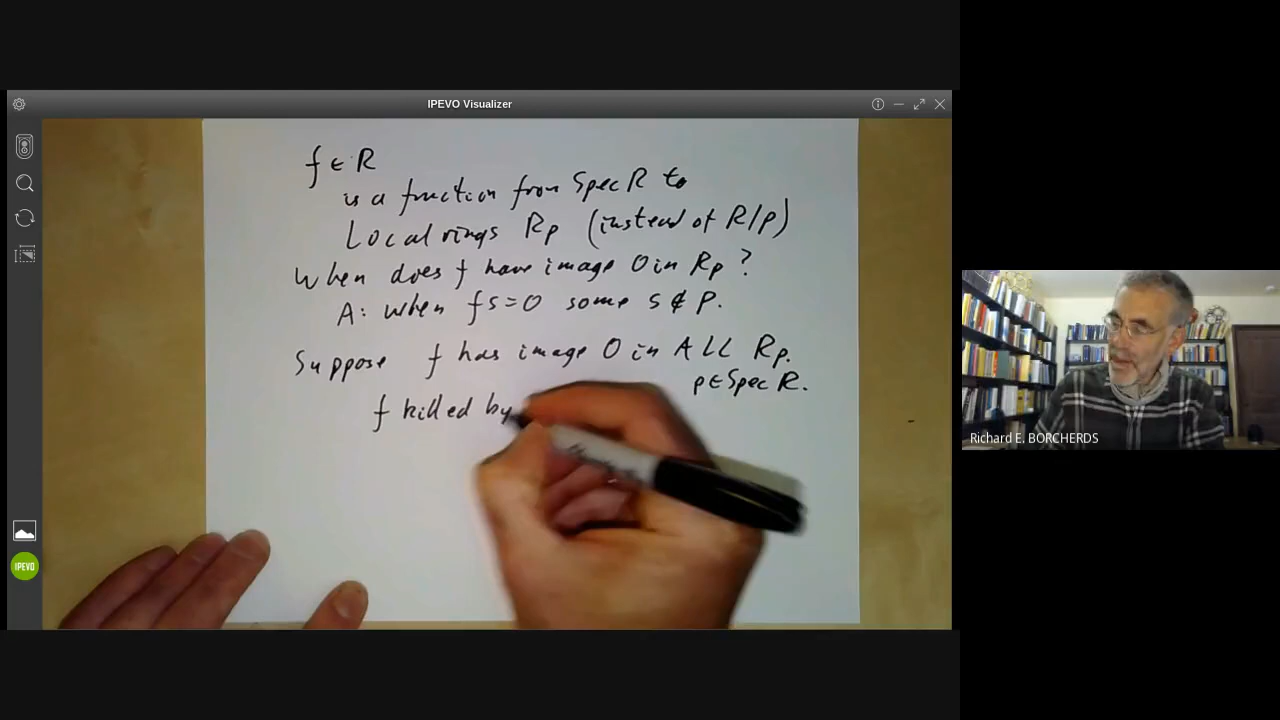 IPEVO Visualizer
f ∈ R
is a function from Spec R to
Local rings Rp (instead of R/p)
When does f have image 0 in Rp ?
A: when fs=0 some s ∉ P.
Suppose f has image 0 in ALL Rp.
p ∈ Spec R.
f killed by
IPEVO
Richard E. BORCHERDS